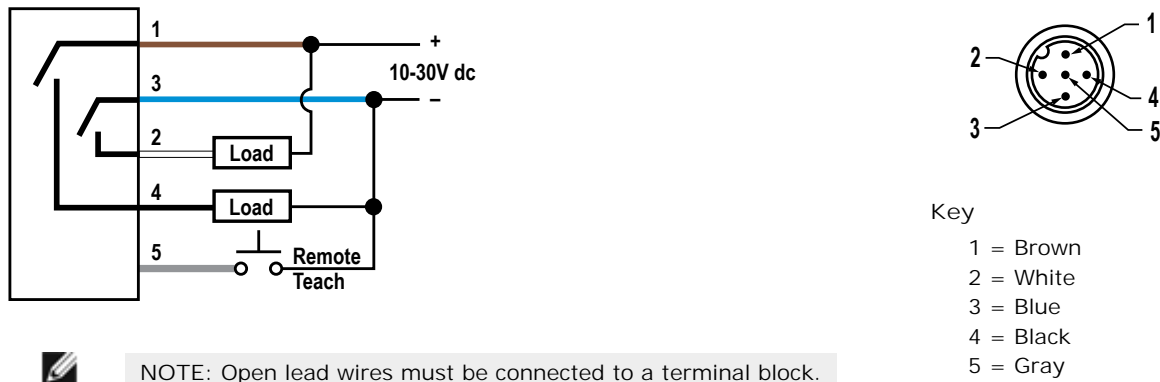 1
+
10-30V dc
3
–
2
Load
4
Load
5
Remote
Teach
1
2
4
3
5
Key
1 = Brown
2 = White
3 = Blue
4 = Black
5 = Gray
NOTE: Open lead wires must be connected to a terminal block.